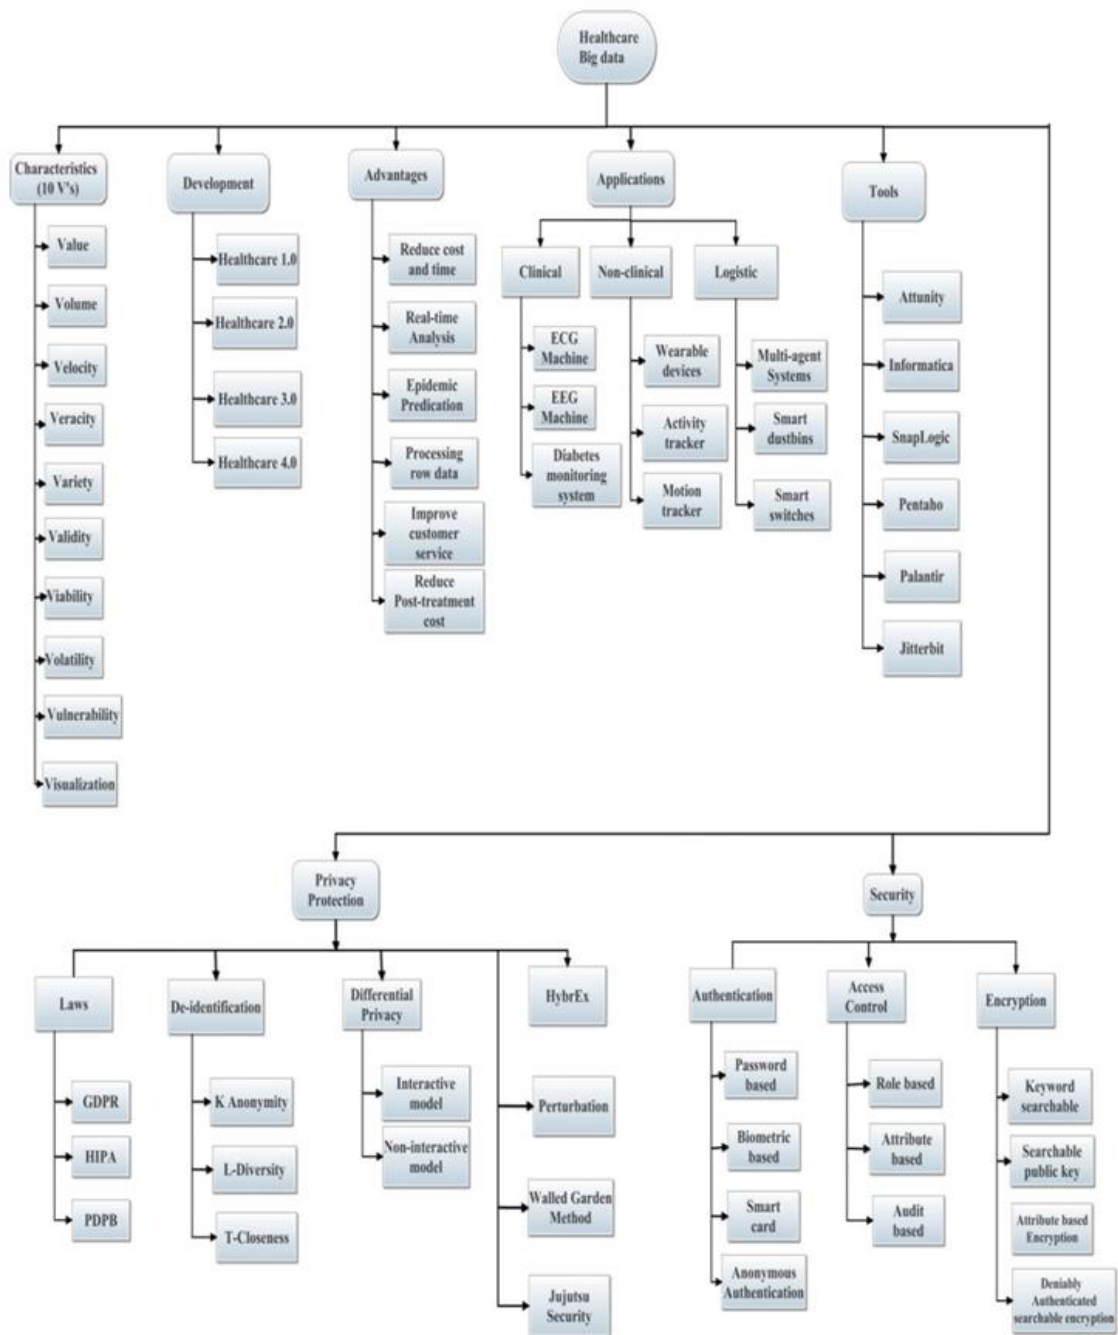 Healthcare
Big data
Characteristics
(10 V's)
Value
Volume
Velocity
Veracity
Variety
Validity
Viability
Volatility
Vulnerability
Visualization
Development
Healthcare 1.0
Healthcare 2.0
Healthcare 3.0
Healthcare 4.0
Advantages
Reduce cost
and time
Real-time
Analysis
Epidemic
Predication
Processing
row data
Improve
customer
service
Reduce
Post-treatment
cost
Applications
Clinical
ECG
Machine
EEG
Machine
Diabetes
monitoring
system
Non-clinical
Wearable
devices
Activity
tracker
Motion
tracker
Logistic
Multi-agent
Systems
Smart
dustbins
Smart
switches
Tools
Attunity
Informatica
SnapLogic
Pentaho
Palantir
Jitterbit
Privacy
Protection
Laws
GDPR
HIPA
PDPB
De-identification
K Anonymity
L-Diversity
T-Closeness
Differential
Privacy
Interactive
model
Non-interactive
model
HybrEx
Perturbation
Walled Garden
Method
Jujutsu
Security
Security
Authentication
Password
based
Biometric
based
Smart
card
Anonymous
Authentication
Access
Control
Role based
Attribute
based
Audit
based
Encryption
Keyword
searchable
Searchable
public key
Attribute based
Encryption
Deniably
Authenticated
searchable encryption